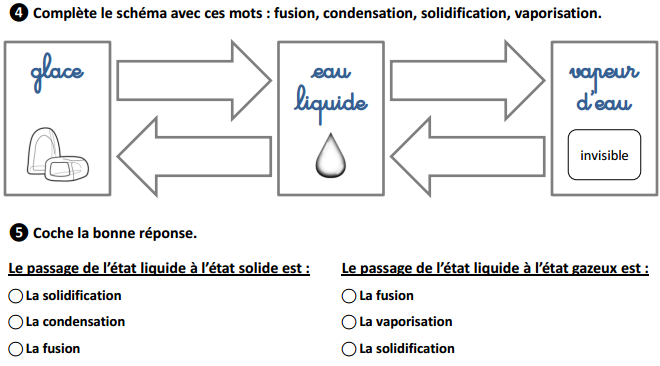 4 Complète le schéma avec ces mots : fusion, condensation, solidification, vaporisation.
glace
eau
liquide
vapeur
d'eau
invisible
5 Coche la bonne réponse.
Le passage de l'état liquide à l'état solide est :
La solidification
La condensation
La fusion
Le passage de l'état liquide à l'état gazeux est :
La fusion
La vaporisation
La solidification